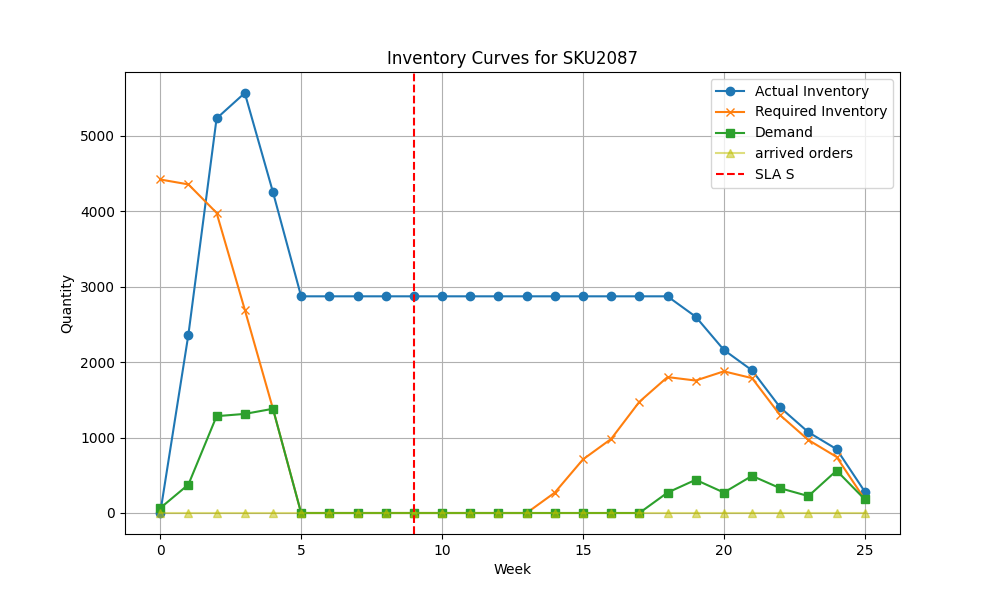 Inventory Curves for SKU2087
Actual Inventory
Required Inventory
Demand
arrived orders
SLA S
Quantity
5000
4000
3000
2000
1000
0
0 5 10 15 20 25
Week